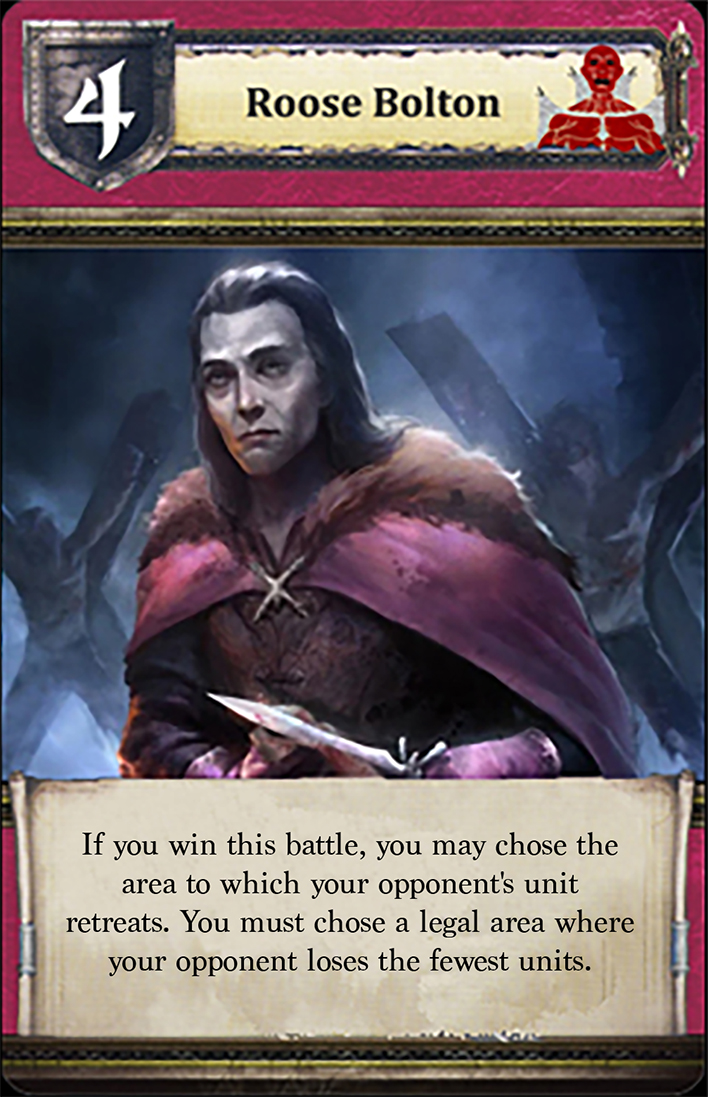 4
Roose Bolton
If you win this battle, you may chose the
area to which your opponent's unit
retreats. You must chose a legal area where
your opponent loses the fewest units.